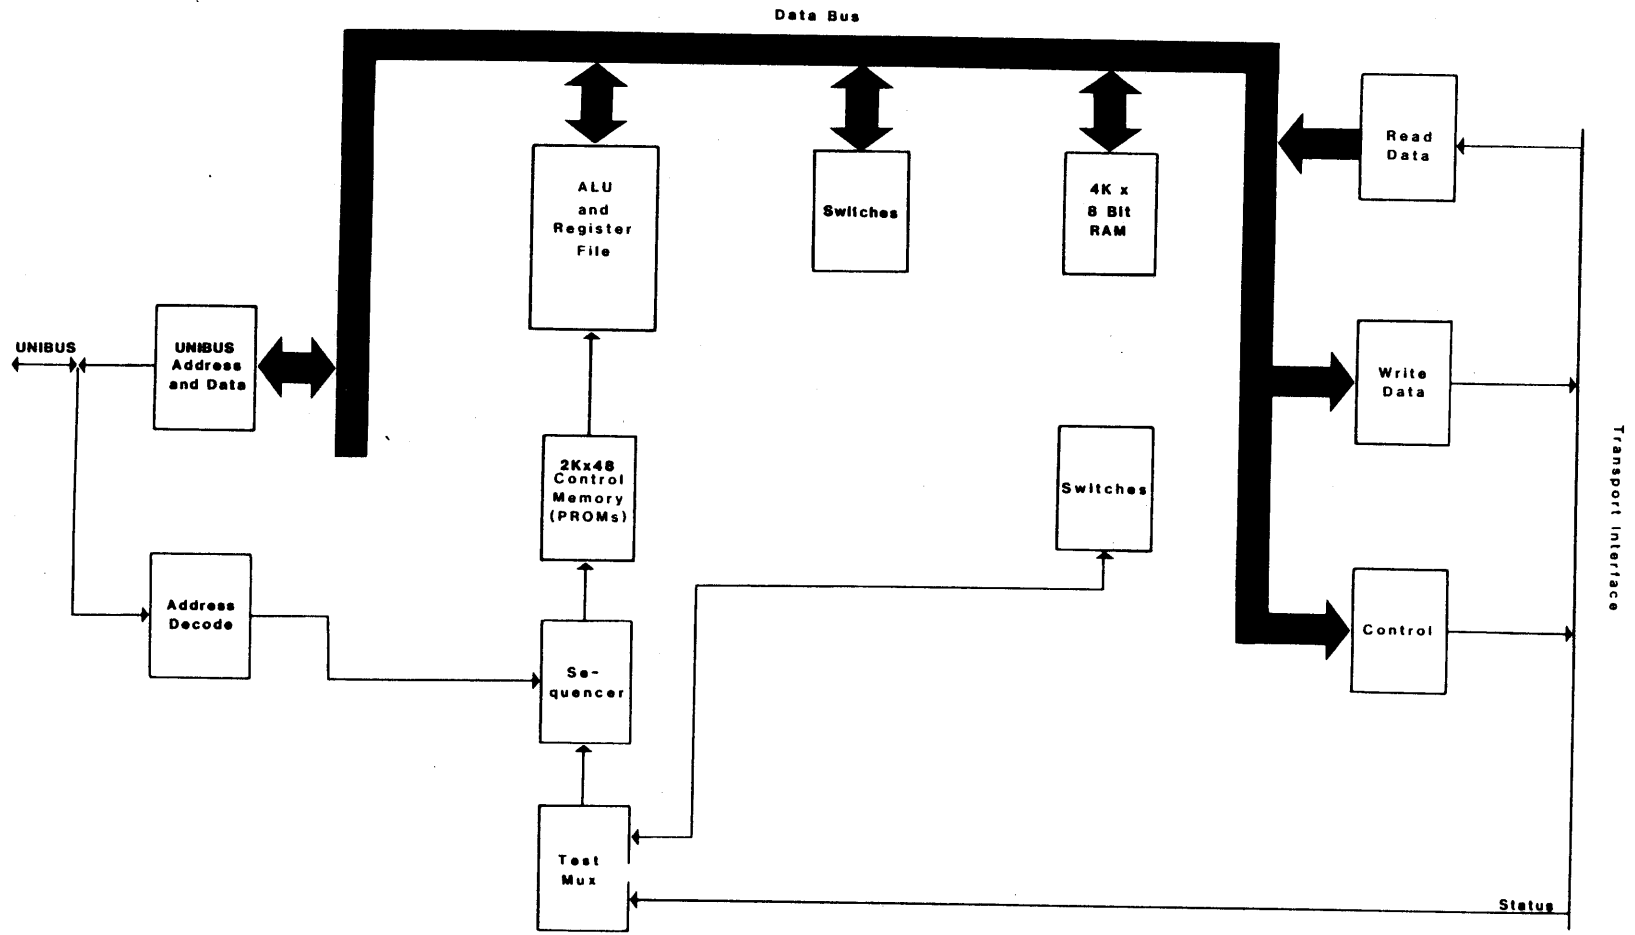 Data Bus
Read
Data
ALU
and
Register
File
Switches
4K x
8 Bit
RAM
UNIBUS
UNIBUS
Address
and Data
Write
Data
2Kx48
Control
Memory
(PROMs)
Switches
Transport Interface
Address
Decode
Se-
quencer
Control
Test
Mux
Status